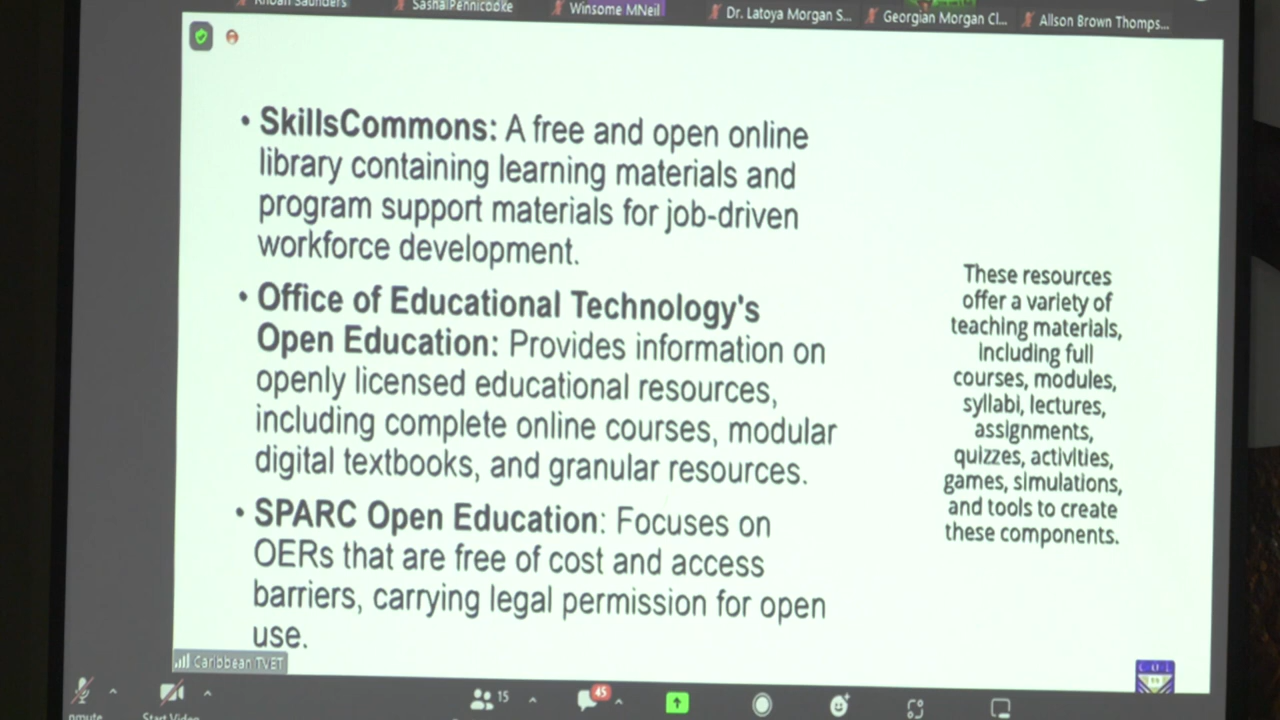 Saunders
Sasha Pennicooke
Winsome MNeil
Dr. Latoya Morgan S...
Georgian Morgan Cl...
Allson Brown Thomps...
• SkillsCommons: A free and open online
library containing learning materials and
program support materials for job-driven
workforce development.
• Office of Educational Technology's
Open Education: Provides information on
openly licensed educational resources,
including complete online courses, modular
digital textbooks, and granular resources.
• SPARC Open Education: Focuses on
OERs that are free of cost and access
barriers, carrying legal permission for open
use.
These resources
offer a variety of
teaching materials,
including full
courses, modules,
syllabi, lectures,
assignments,
quizzes, activities,
games, simulations,
and tools to create
these components.
Caribbean TVET
nmute
Start Video
15
45